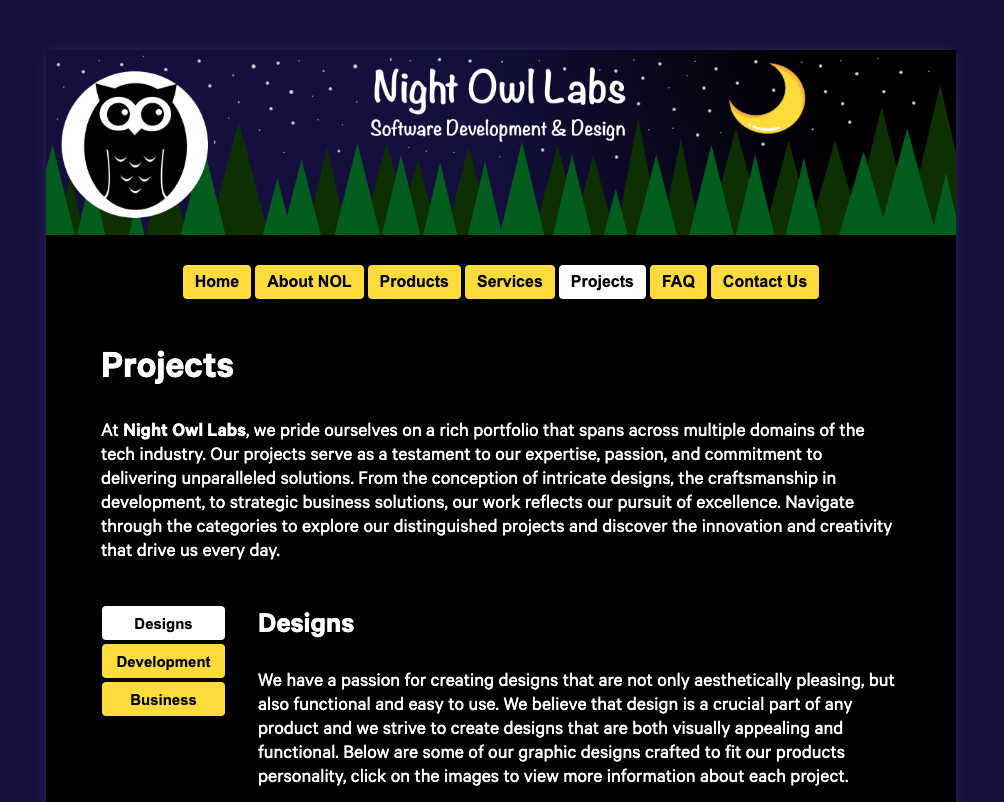 Night Owl Labs
Software Development & Design
Home About NOL Products Services Projects FAQ Contact Us
Projects
At Night Owl Labs, we pride ourselves on a rich portfolio that spans across multiple domains of the
tech industry. Our projects serve as a testament to our expertise, passion, and commitment to
delivering unparalleled solutions. From the conception of intricate designs, the craftsmanship in
development, to strategic business solutions, our work reflects our pursuit of excellence. Navigate
through the categories to explore our distinguished projects and discover the innovation and creativity
that drive us every day.
Designs
Development
Business
Designs
We have a passion for creating designs that are not only aesthetically pleasing, but
also functional and easy to use. We believe that design is a crucial part of any
product and we strive to create designs that are both visually appealing and
functional. Below are some of our graphic designs crafted to fit our products
personality, click on the images to view more information about each project.